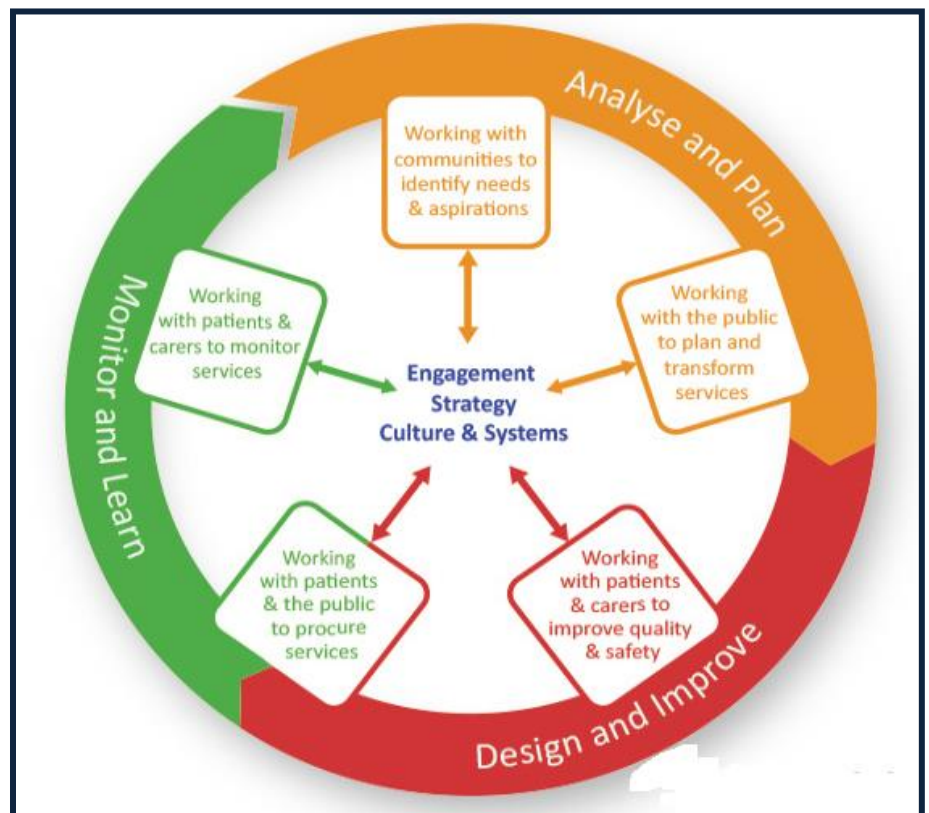 Analyse and Plan
Working with
communities to
identify needs
& aspirations
Working
with the public
to plan and
transform
services
Working
with patients &
carers to monitor
services
Engagement
Strategy
Culture & Systems
Monitor and Learn
Working
with patients
& the public
to procure
services
Working
with patients
& carers to
improve quality
& safety
Design and Improve